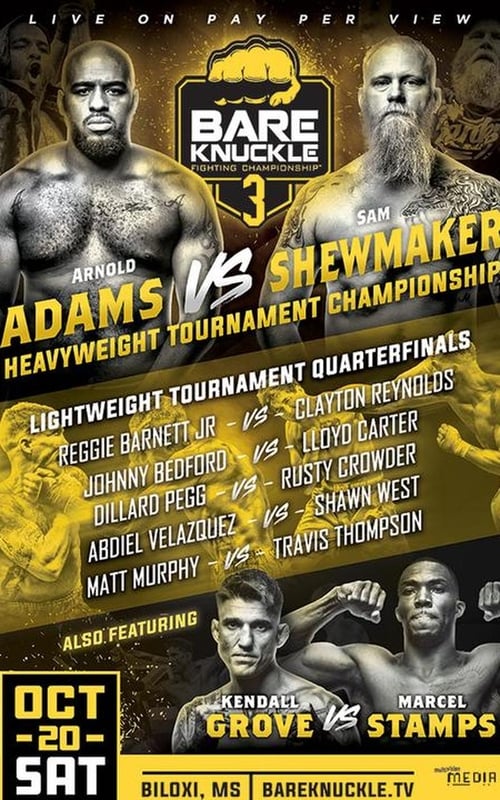 LIVE ON PAY PER VIEW
BARE
KNUCKLE
FIGHTING CHAMPIONSHIP
3
ARNOLD
ADAMS
VS
SAM
SHEWMAKER
HEAVYWEIGHT TOURNAMENT CHAMPIONSHIP
LIGHTWEIGHT TOURNAMENT QUARTERFINALS
REGGIE BARNETT JR - VS - CLAYTON REYNOLDS
JOHNNY BEDFORD - VS - LLOYD CARTER
DILLARD PEGG - VS - RUSTY CROWDER
ABDIEL VELAZQUEZ - VS - SHAWN WEST
MATT MURPHY - VS - TRAVIS THOMPSON
ALSO FEATURING
KENDALL
GROVE
VS
MARCEL
STAMPS
OCT
-20-
SAT
BILOXI, MS | BAREKNUCKLE.TV
MEDIA